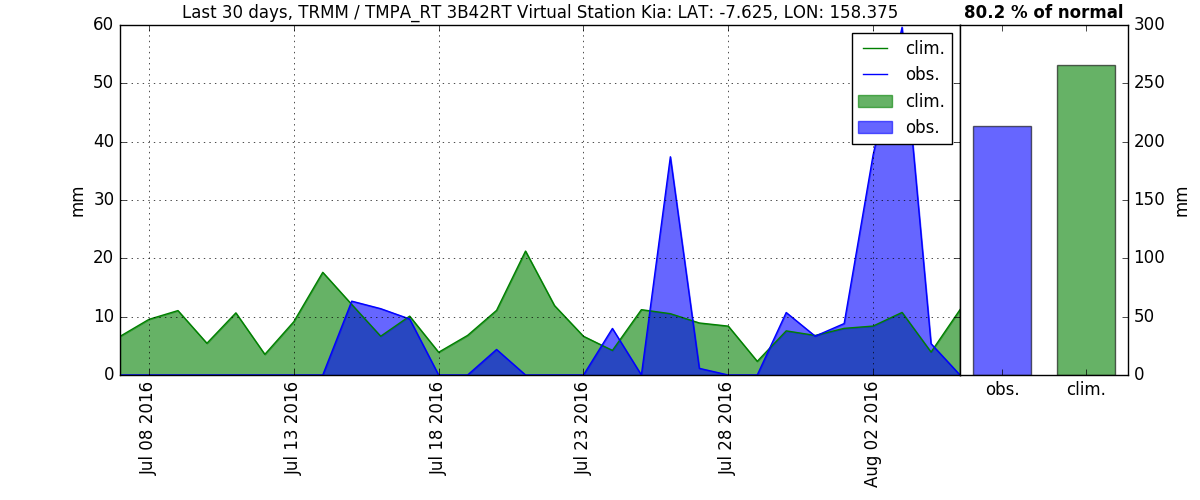 Last 30 days, TRMM / TMPA_RT 3B42RT Virtual Station Kia: LAT: -7.625, LON: 158.375
80.2 % of normal
60
50
40
30
20
10
0
mm
clim.
obs.
clim.
obs.
Jul 08 2016
Jul 13 2016
Jul 18 2016
Jul 23 2016
Jul 28 2016
Aug 02 2016
300
250
200
150
100
50
0
mm
obs.
clim.